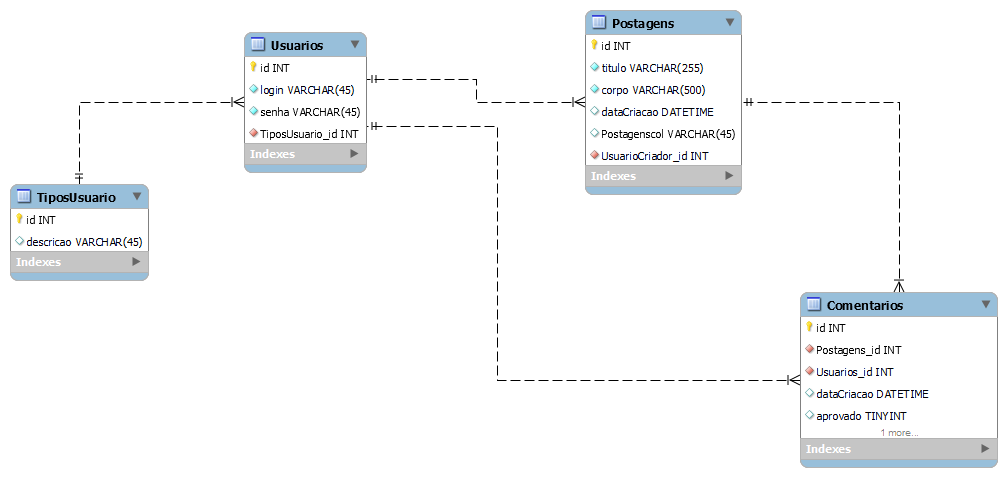 Usuarios
id INT
login VARCHAR(45)
senha VARCHAR(45)
TiposUsuario_id INT
Indexes
Postagens
id INT
titulo VARCHAR(255)
corpo VARCHAR(500)
dataCriacao DATETIME
Postagenscol VARCHAR(45)
UsuarioCriador_id INT
Indexes
TiposUsuario
id INT
descricao VARCHAR(45)
Indexes
Comentarios
id INT
Postagens_id INT
Usuarios_id INT
dataCriacao DATETIME
aprovado TINYINT
1 more...
Indexes